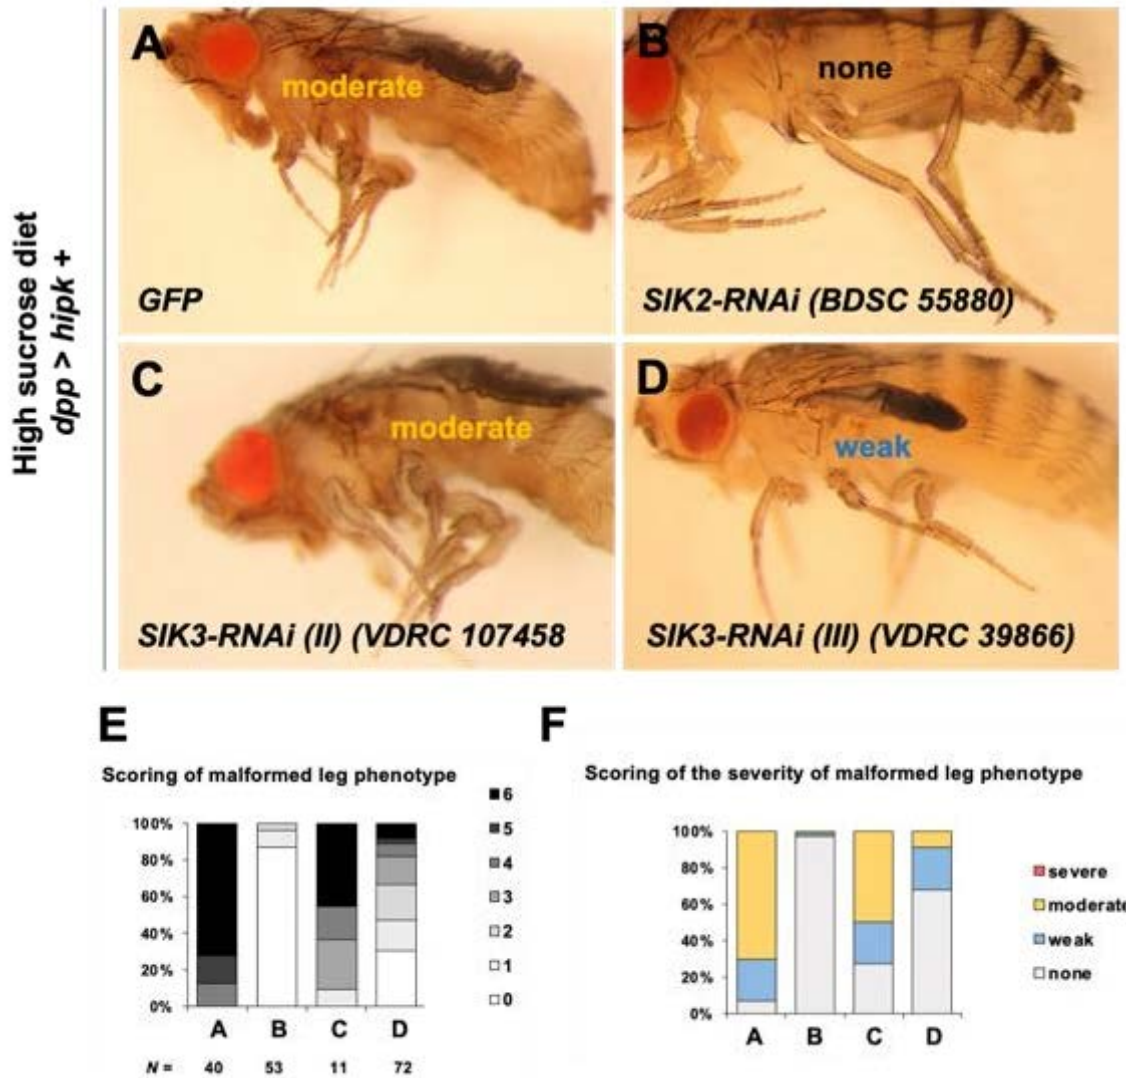 High sucrose diet
dpp > hipk +
A
moderate
GFP
B
none
SIK2-RNAi (BDSC 55880)
C
moderate
SIK3-RNAi (II) (VDRC 107458
D
weak
SIK3-RNAi (III) (VDRC 39866)
E
Scoring of malformed leg phenotype
100%
80%
60%
40%
20%
0%
A B C D
N = 40 53 11 72
6
5
4
3
2
1
0
F
Scoring of the severity of malformed leg phenotype
100%
80%
60%
40%
20%
0%
A B C D
severe
moderate
weak
none